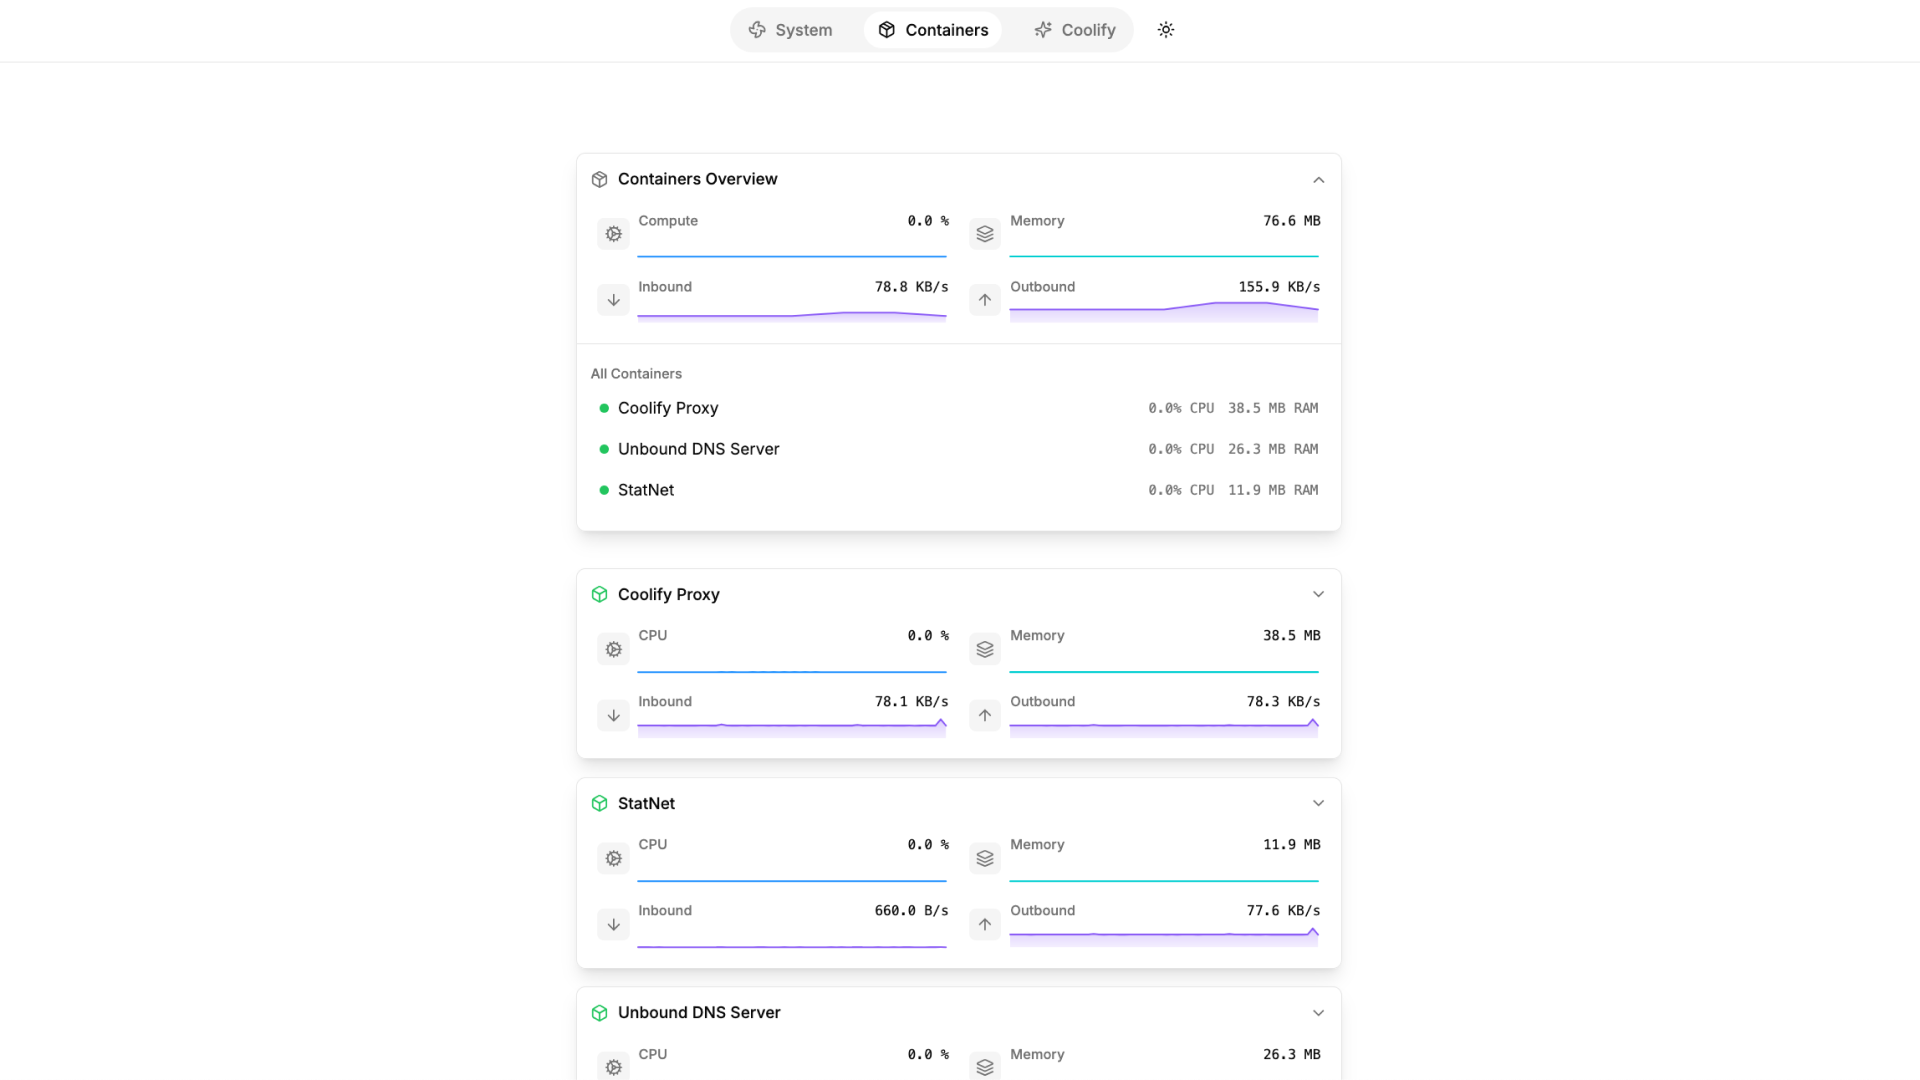 System Containers Coolify
Containers Overview
Compute 0.0 % Memory 76.6 MB
Inbound 78.8 KB/s Outbound 155.9 KB/s
All Containers
Coolify Proxy 0.0% CPU 38.5 MB RAM
Unbound DNS Server 0.0% CPU 26.3 MB RAM
StatNet 0.0% CPU 11.9 MB RAM
Coolify Proxy
CPU 0.0 % Memory 38.5 MB
Inbound 78.1 KB/s Outbound 78.3 KB/s
StatNet
CPU 0.0 % Memory 11.9 MB
Inbound 660.0 B/s Outbound 77.6 KB/s
Unbound DNS Server
CPU 0.0 % Memory 26.3 MB